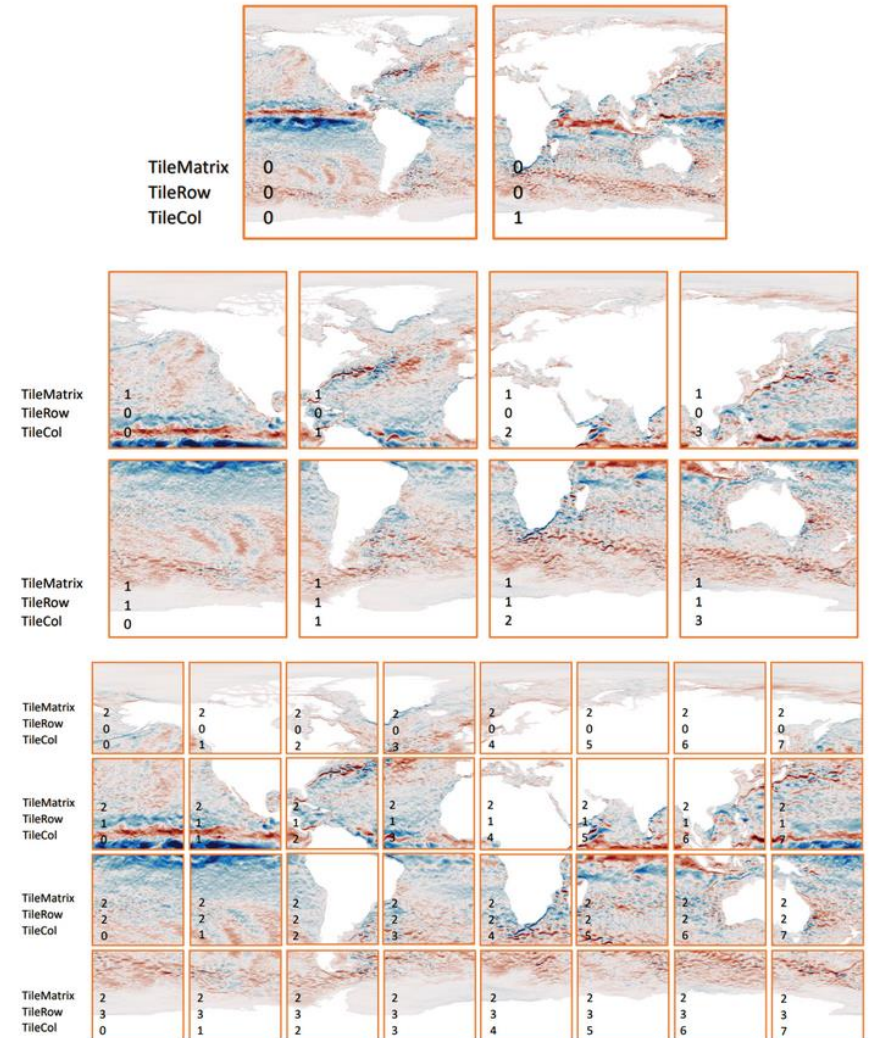 TileMatrix 0 0
TileRow 0 0
TileCol 0 1
TileMatrix 1 1 1 1
TileRow 0 0 0 0
TileCol 0 1 2 3
TileMatrix 1 1 1 1
TileRow 1 1 1 1
TileCol 0 1 2 3
TileMatrix 2 2 2 2 2 2 2 2
TileRow 0 0 0 0 0 0 0 0
TileCol 0 1 2 3 4 5 6 7
TileMatrix 2 2 2 2 2 2 2 2
TileRow 1 1 1 1 1 1 1 1
TileCol 0 1 2 3 4 5 6 7
TileMatrix 2 2 2 2 2 2 2 2
TileRow 2 2 2 2 2 2 2 2
TileCol 0 1 2 3 4 5 6 7
TileMatrix 2 2 2 2 2 2 2 2
TileRow 3 3 3 3 3 3 3 3
TileCol 0 1 2 3 4 5 6 7